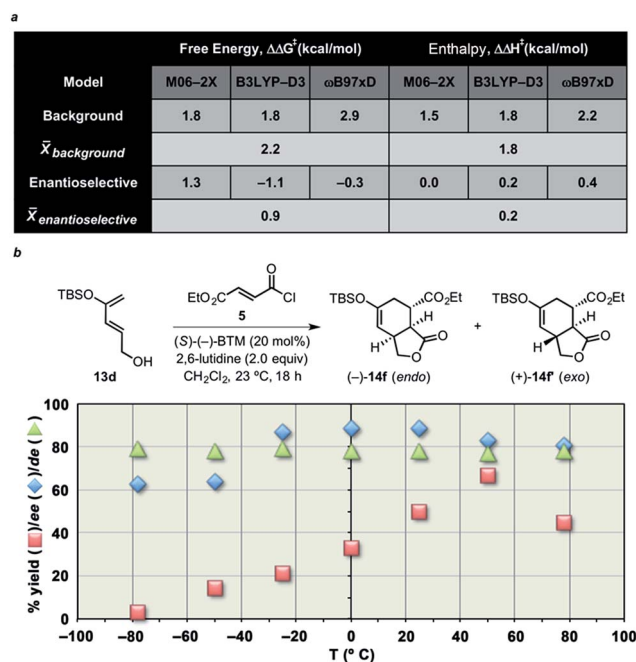 a
Free Energy, ΔΔG‡(kcal/mol) Enthalpy, ΔΔH‡(kcal/mol)
Model M06–2X B3LYP–D3 ωB97xD M06–2X B3LYP–D3 ωB97xD
Background 1.8 1.8 2.9 1.5 1.8 2.2
X̄background 2.2 1.8
Enantioselective 1.3 –1.1 –0.3 0.0 0.2 0.4
X̄enantioselective 0.9 0.2
b
TBSO
OH
13d
EtO2C
O
Cl
5
(S)-(–)-BTM (20 mol%)
2,6-lutidine (2.0 equiv)
CH2Cl2, 23 ºC, 18 h
TBSO
CO2Et
H
H
O
O
(–)-14f (endo)
+
TBSO
CO2Et
H
H
O
O
(+)-14f' (exo)
% yield ( )/ee ( )/de ( )
100
80
60
40
20
0
–100 –80 –60 –40 –20 0 20 40 60 80 100
T (º C)